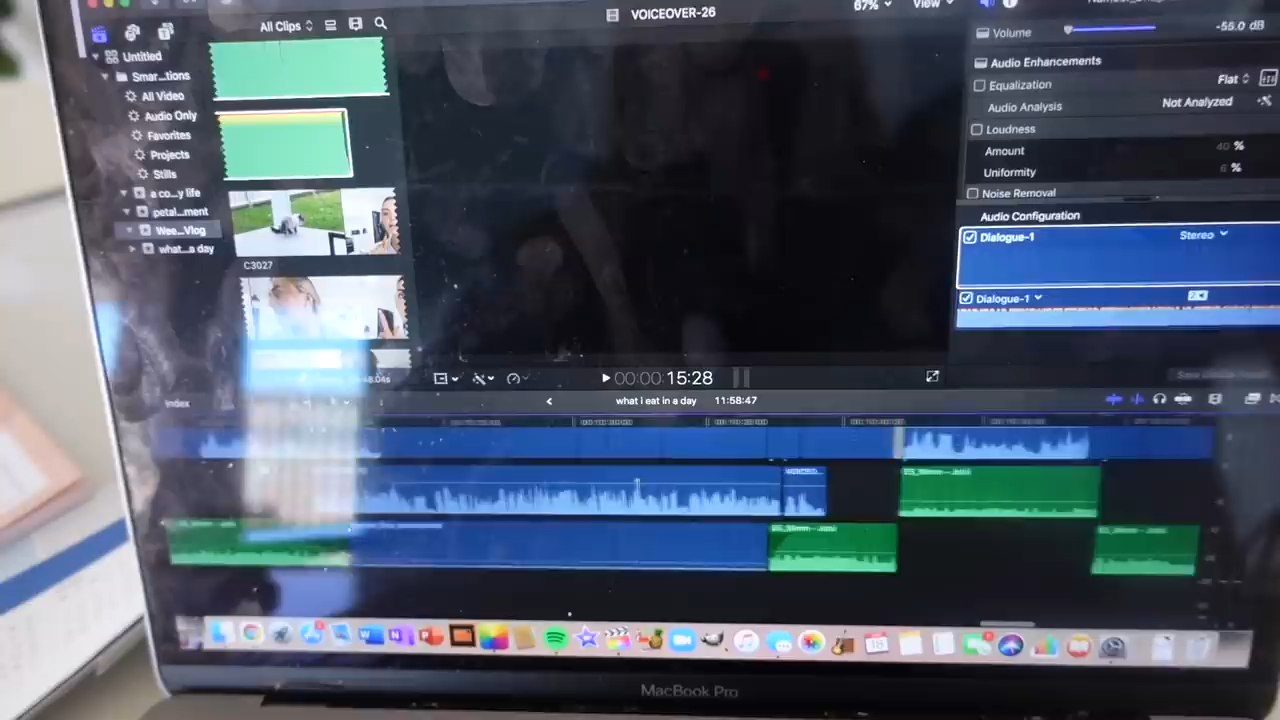 All Clips
VOICEOVER-26
67%
View
Volume
-55.0 dB
Untitled
Smar...tions
All Video
Audio Only
Favorites
Projects
Stills
a co...y life
petal...ment
Wee...Vlog
what...a day
C3027
Audio Enhancements
Equalization
Flat
Audio Analysis
Not Analyzed
Loudness
Amount
40 %
Uniformity
6 %
Noise Removal
Audio Configuration
Dialogue-1
Stereo
Dialogue-1
00:00:15:28
Index
what i eat in a day
11:58:47
MacBook Pro